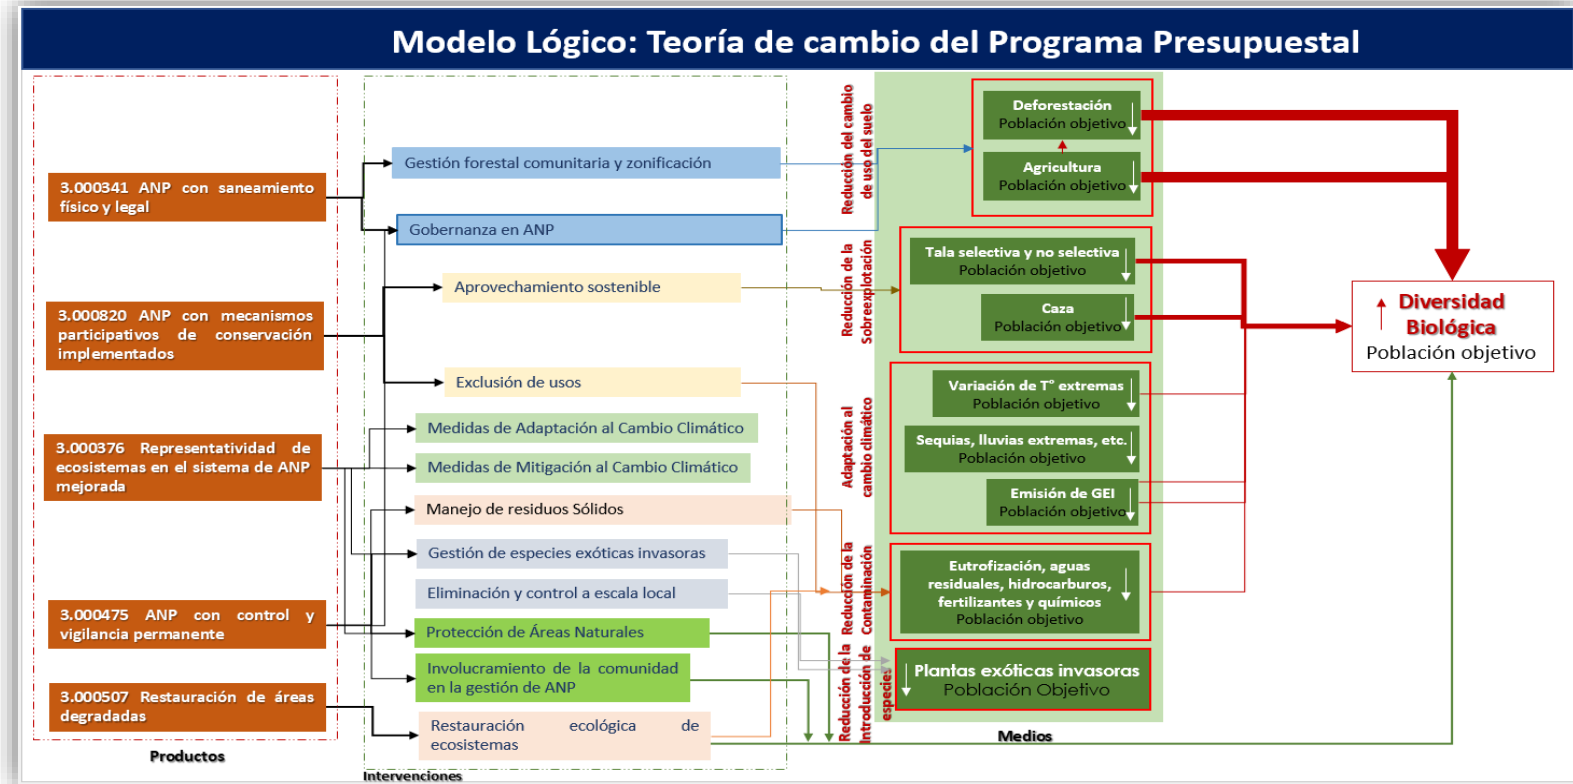 Modelo Lógico: Teoría de cambio del Programa Presupuestal
3.000341 ANP con saneamiento
físico y legal
3.000820 ANP con mecanismos
participativos de conservación
implementados
3.000376 Representatividad de
ecosistemas en el sistema de ANP
mejorada
3.000475 ANP con control y
vigilancia permanente
3.000507 Restauración de áreas
degradadas
Productos
Gestión forestal comunitaria y zonificación
Gobernanza en ANP
Aprovechamiento sostenible
Exclusión de usos
Medidas de Adaptación al Cambio Climático
Medidas de Mitigación al Cambio Climático
Manejo de residuos Sólidos
Gestión de especies exóticas invasoras
Eliminación y control a escala local
Protección de Áreas Naturales
Involucramiento de la comunidad
en la gestión de ANP
Restauración ecológica de
ecosistemas
Intervenciones
Reducción del cambio
de uso del suelo
Reducción de la
Sobreexplotación
Adaptación al
cambio climático
Reducción de la
Contaminación
Reducción de la
Introducción de
especies
Deforestación
Población objetivo
Agricultura
Población objetivo
Tala selectiva y no selectiva
Población objetivo
Caza
Población objetivo
Variación de T° extremas
Población objetivo
Sequias, lluvias extremas, etc.
Población objetivo
Emisión de GEI
Población objetivo
Eutrofización, aguas
residuales, hidrocarburos,
fertilizantes y químicos
Población objetivo
Plantas exóticas invasoras
Población Objetivo
Medios
Diversidad
Biológica
Población objetivo